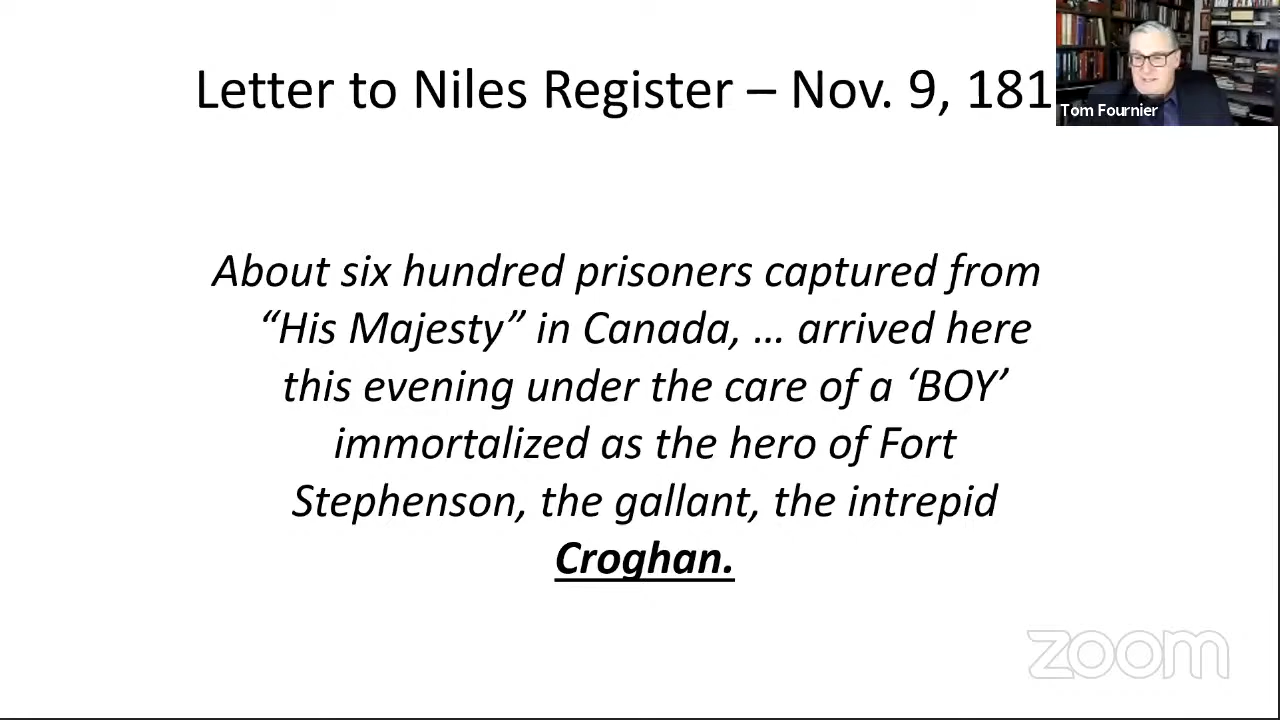 Letter to Niles Register – Nov. 9, 181
Tom Fournier
About six hundred prisoners captured from
“His Majesty” in Canada, … arrived here
this evening under the care of a ‘BOY’
immortalized as the hero of Fort
Stephenson, the gallant, the intrepid
Croghan.
zoom